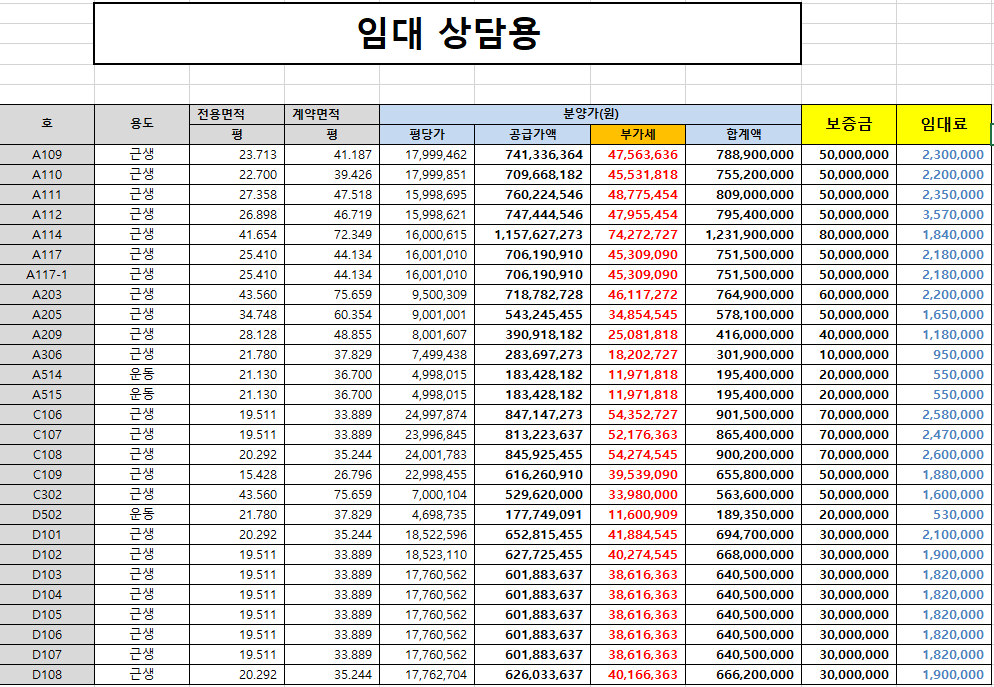 임대 상담용
호 용도 전용면적 계약면적 분양가(원) 보증금 임대료
평 평 평당가 공급가액 부가세 합계액
A109 근생 23.713 41.187 17,999,462 741,336,364 47,563,636 788,900,000 50,000,000 2,300,000
A110 근생 22.700 39.426 17,999,851 709,668,182 45,531,818 755,200,000 50,000,000 2,200,000
A111 근생 27.358 47.518 15,998,695 760,224,546 48,775,454 809,000,000 50,000,000 2,350,000
A112 근생 26.898 46.719 15,998,621 747,444,546 47,955,454 795,400,000 50,000,000 3,570,000
A114 근생 41.654 72.349 16,000,615 1,157,627,273 74,272,727 1,231,900,000 80,000,000 1,840,000
A117 근생 25.410 44.134 16,001,010 706,190,910 45,309,090 751,500,000 50,000,000 2,180,000
A117-1 근생 25.410 44.134 16,001,010 706,190,910 45,309,090 751,500,000 50,000,000 2,180,000
A203 근생 43.560 75.659 9,500,309 718,782,728 46,117,272 764,900,000 60,000,000 2,200,000
A205 근생 34.748 60.354 9,001,001 543,245,455 34,854,545 578,100,000 50,000,000 1,650,000
A209 근생 28.128 48.855 8,001,607 390,918,182 25,081,818 416,000,000 40,000,000 1,180,000
A306 근생 21.780 37.829 7,499,438 283,697,273 18,202,727 301,900,000 10,000,000 950,000
A514 운동 21.130 36.700 4,998,015 183,428,182 11,971,818 195,400,000 20,000,000 550,000
A515 운동 21.130 36.700 4,998,015 183,428,182 11,971,818 195,400,000 20,000,000 550,000
C106 근생 19.511 33.889 24,997,874 847,147,273 54,352,727 901,500,000 70,000,000 2,580,000
C107 근생 19.511 33.889 23,996,845 813,223,637 52,176,363 865,400,000 70,000,000 2,470,000
C108 근생 20.292 35.244 24,001,783 845,925,455 54,274,545 900,200,000 70,000,000 2,600,000
C109 근생 15.428 26.796 22,998,455 616,260,910 39,539,090 655,800,000 50,000,000 1,880,000
C302 근생 43.560 75.659 7,000,104 529,620,000 33,980,000 563,600,000 50,000,000 1,600,000
D502 운동 21.780 37.829 4,698,735 177,749,091 11,600,909 189,350,000 20,000,000 530,000
D101 근생 20.292 35.244 18,522,596 652,815,455 41,884,545 694,700,000 30,000,000 2,100,000
D102 근생 19.511 33.889 18,523,110 627,725,455 40,274,545 668,000,000 30,000,000 1,900,000
D103 근생 19.511 33.889 17,760,562 601,883,637 38,616,363 640,500,000 30,000,000 1,820,000
D104 근생 19.511 33.889 17,760,562 601,883,637 38,616,363 640,500,000 30,000,000 1,820,000
D105 근생 19.511 33.889 17,760,562 601,883,637 38,616,363 640,500,000 30,000,000 1,820,000
D106 근생 19.511 33.889 17,760,562 601,883,637 38,616,363 640,500,000 30,000,000 1,820,000
D107 근생 19.511 33.889 17,760,562 601,883,637 38,616,363 640,500,000 30,000,000 1,820,000
D108 근생 20.292 35.244 17,762,704 626,033,637 40,166,363 666,200,000 30,000,000 1,900,000